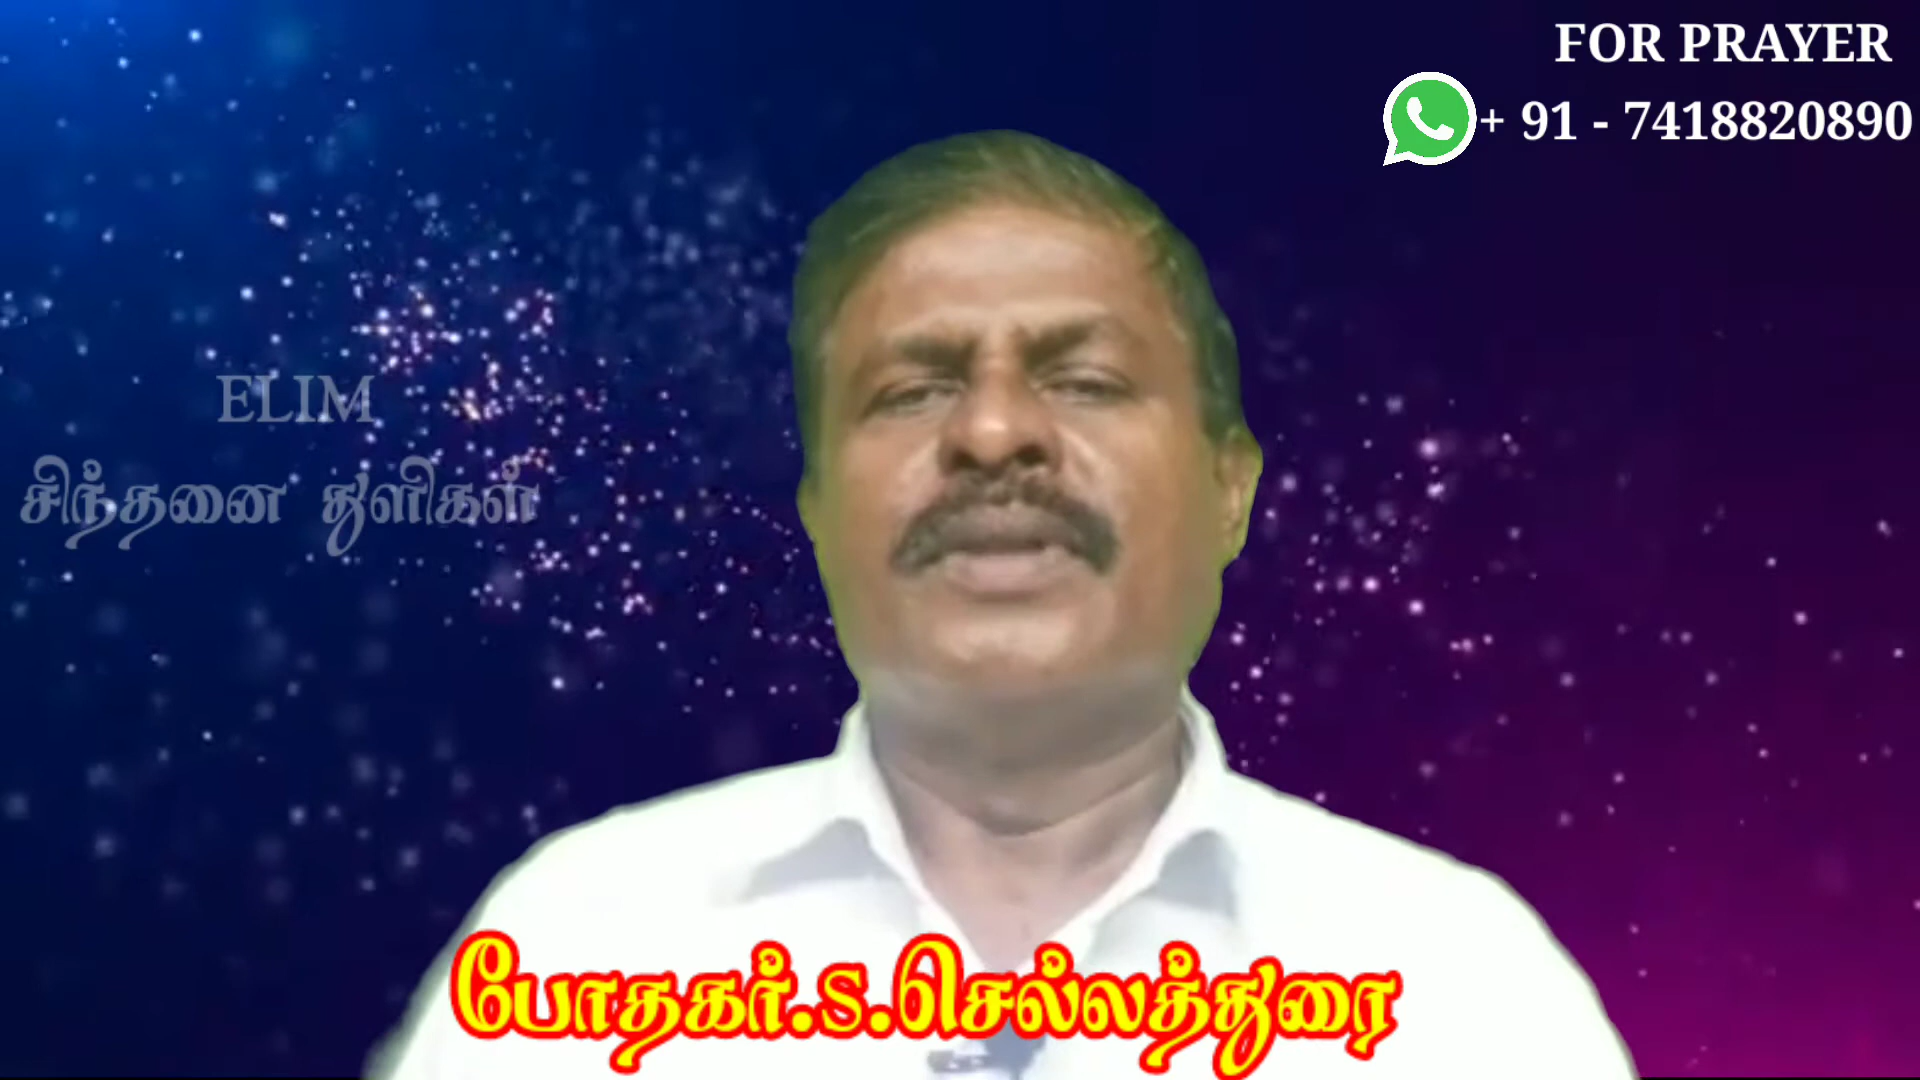 FOR PRAYER
+ 91 - 7418820890
ELIM
சிந்தனை துளிகள்
போதகர்.s.செல்லத்துரை